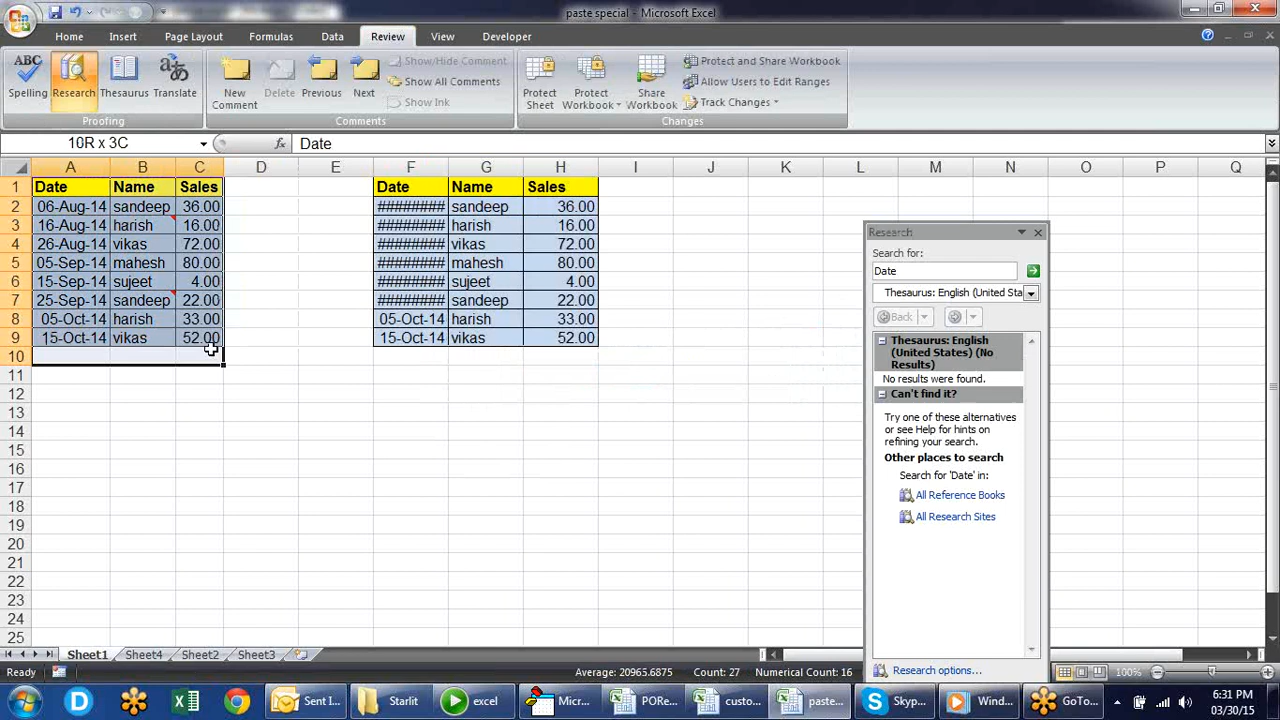 paste special - Microsoft Excel
Home Insert Page Layout Formulas Data Review View Developer
ABC
Spelling Research Thesaurus Translate
Proofing
New Comment Delete Previous Next
Show/Hide Comment
Show All Comments
Show Ink
Comments
Protect Sheet Protect Workbook Share Workbook
Protect and Share Workbook
Allow Users to Edit Ranges
Track Changes
Changes
10R x 3C fx Date
A B C D E F G H I J K L M N O P Q
1 Date Name Sales Date Name Sales
2 06-Aug-14 sandeep 36.00 ######### sandeep 36.00
3 16-Aug-14 harish 16.00 ######### harish 16.00
4 26-Aug-14 vikas 72.00 ######### vikas 72.00
5 05-Sep-14 mahesh 80.00 ######### mahesh 80.00
6 15-Sep-14 sujeet 4.00 ######### sujeet 4.00
7 25-Sep-14 sandeep 22.00 ######### sandeep 22.00
8 05-Oct-14 harish 33.00 05-Oct-14 harish 33.00
9 15-Oct-14 vikas 52.00 15-Oct-14 vikas 52.00
10
11
12
13
14
15
16
17
18
19
20
21
22
23
24
25
Research
Search for:
Date
Thesaurus: English (United Sta
Back
Thesaurus: English
(United States) (No
Results)
No results were found.
Can't find it?
Try one of these alternatives
or see Help for hints on
refining your search.
Other places to search
Search for 'Date' in:
All Reference Books
All Research Sites
Research options...
Sheet1 Sheet4 Sheet2 Sheet3
Ready Average: 20965.6875 Count: 27 Numerical Count: 16 100%
D Sent I... Starlit excel Micr... PORe... custo... paste... Skyp... Wind... GoTo...
6:31 PM
03/30/15